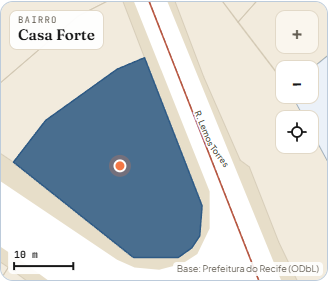 BAIRRO
Casa Forte
+
-
R. Lemos Torres
10 m
Base: Prefeitura do Recife (ODbL)